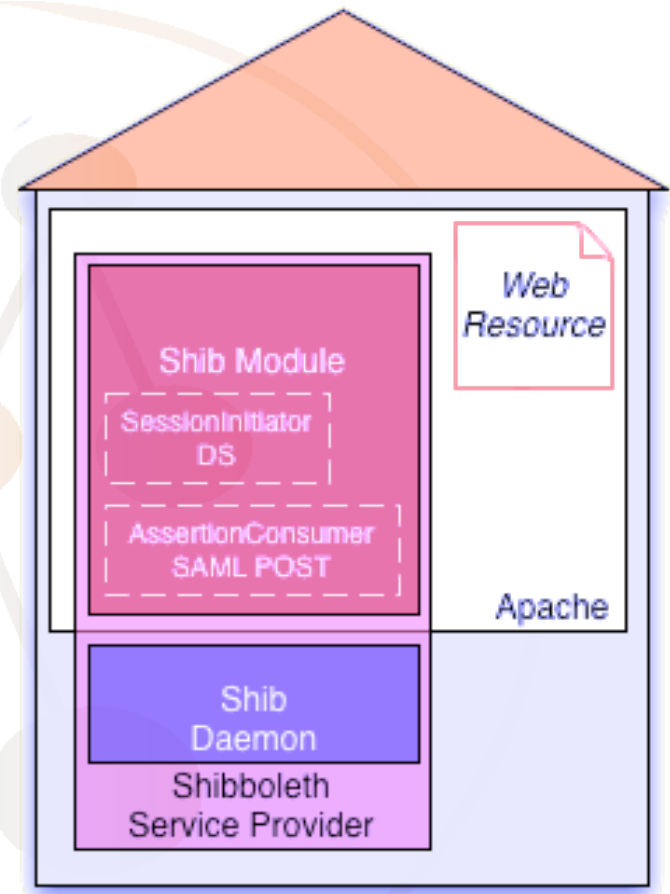 Web
Resource
Shib Module
SessionInitiator
DS
AssertionConsumer
SAML POST
Apache
Shib
Daemon
Shibboleth
Service Provider